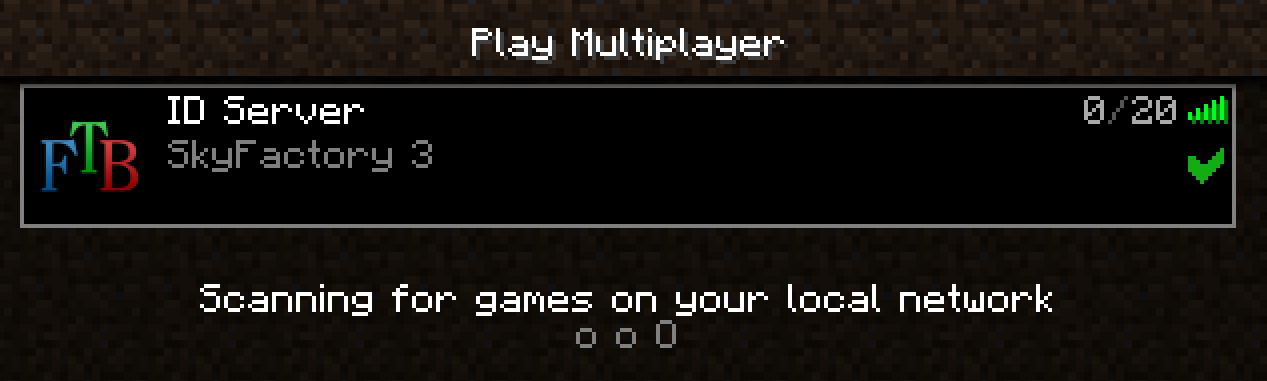 Play Multiplayer
ID Server 0/20
FTB SkyFactory 3
Scanning for games on your local network
o o O